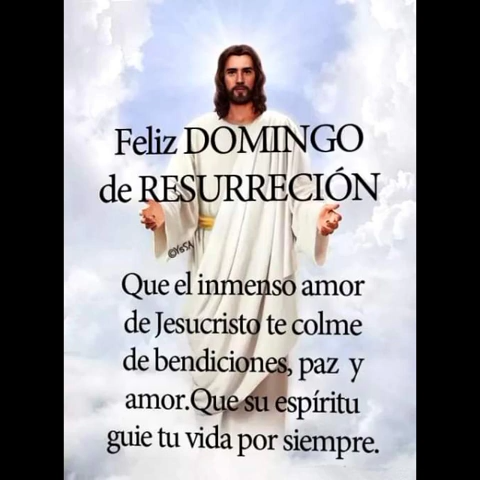 Feliz DOMINGO
de RESURRECIÓN
©YeSA
Que el inmenso amor
de Jesucristo te colme
de bendiciones, paz y
amor.Que su espíritu
guie tu vida por siempre.